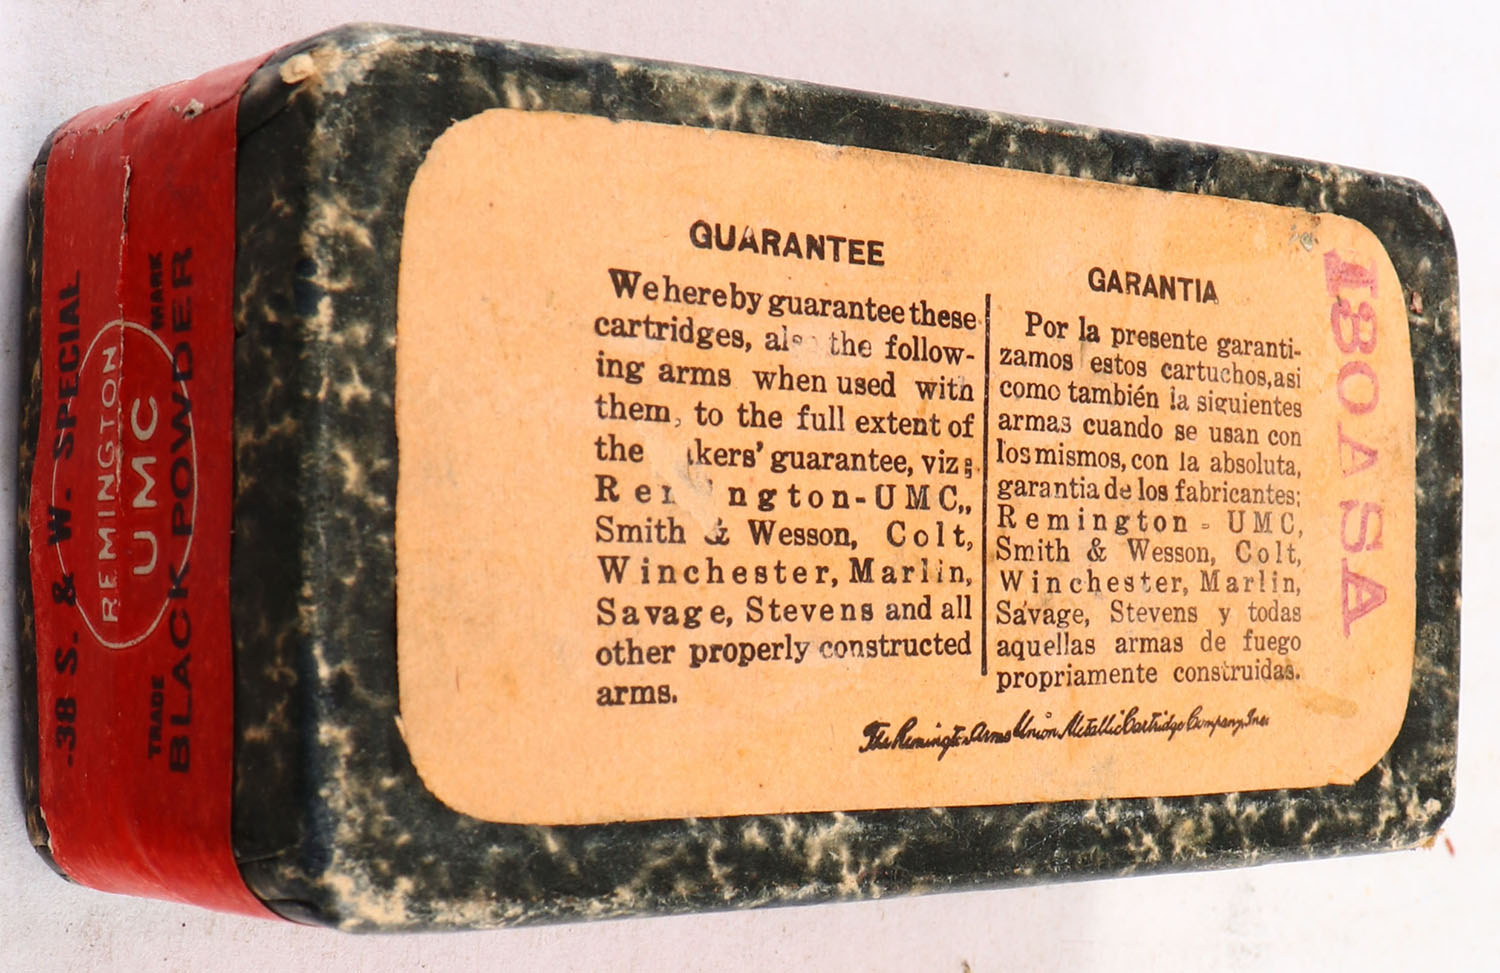 GUARANTEE
We hereby guarantee these
cartridges, the follow-
ing arms when used with
them, to the full extent of
the guarantee, viz:
UMC,,
Smith & Wesson, Colt,
Winchester, Marlin,
Savage, Stevens and all
other properly constructed
arms.
GARANTIA
Por la presente garanti-
zamos estos cartuchos,asi
como también la siguientes
armas cuando se usan con
los mismos, con la absoluta,
garantia de los fabricantes;
Remington - UMC,
Smith & Wesson, Colt,
Winchester, Marlin,
Savage, Stevens y todas
aquellas armas de fuego
propriamente construidas.
The Remington Arms Union Metallic Cartridge Company, Inc.
180ASA
.38 S. & W. SPECIAL
REMINGTON
UMC
TRADE MARK
BLACK POWDER